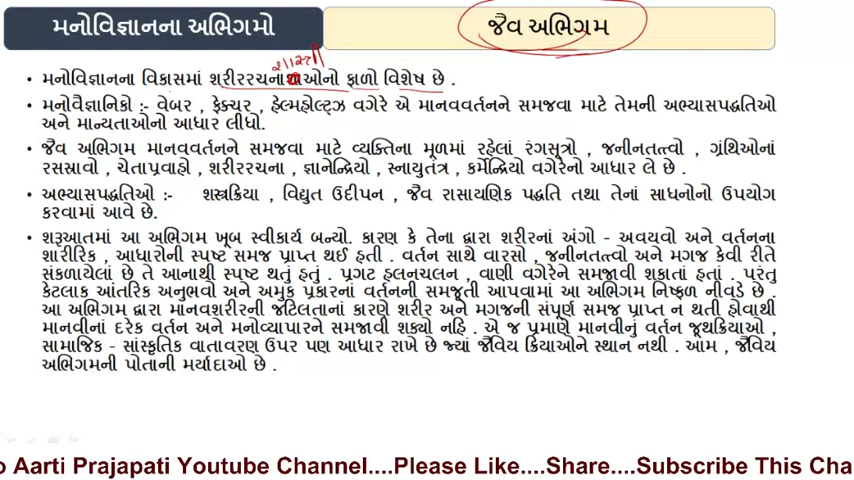 મનોવિજ્ઞાનના અભિગમો
જૈવ અભિગમ
• મનોવિજ્ઞાનના વિકાસમાં શરીરરચનાશાઓનો ફાળો વિશેષ છે .
• મનોવૈજ્ઞાનિકો :- વેબર , ફેક્ચર , હેલ્મહોલ્ટ્ઝ વગેરે એ માનવવર્તનને સમજવા માટે તેમની અભ્યાસપદ્ધતિઓ
અને માન્યતાઓનો આધાર લીધો.
• જૈવ અભિગમ માનવવર્તનને સમજવા માટે વ્યક્તિના મૂળમાં રહેલાં રંગસૂત્રો , જનીનતત્ત્વો , ગ્રંથિઓનાં
રસસ્રાવો , ચેતાપ્રવાહો , શરીરરચના , જ્ઞાનેન્દ્રિયો , સ્નાયુતંત્ર , કર્મેન્દ્રિયો વગેરેનો આધાર લે છે .
• અભ્યાસપદ્ધતિઓ :- શસ્ત્રક્રિયા , વિદ્યુત ઉદીપન , જૈવ રાસાયણિક પદ્ધતિ તથા તેનાં સાધનોનો ઉપયોગ
કરવામાં આવે છે.
• શરૂઆતમાં આ અભિગમ ખૂબ સ્વીકાર્ય બન્યો. કારણ કે તેના દ્વારા શરીરનાં અંગો - અવયવો અને વર્તનના
શારીરિક , આધારોની સ્પષ્ટ સમજ પ્રાપ્ત થઈ હતી . વર્તન સાથે વારસો , જનીનતત્ત્વો અને મગજ કેવી રીતે
સંકળાયેલાં છે તે આનાથી સ્પષ્ટ થતું હતું . પ્રગટ હલનચલન , વાણી વગેરેને સમજાવી શકાતાં હતાં . પરંતુ
કેટલાક આંતરિક અનુભવો અને અમુક પ્રકારનાં વર્તનની સમજૂતી આપવામાં આ અભિગમ નિષ્ફળ નીવડે છે .
આ અભિગમ દ્વારા માનવશરીરની જટિલતાનાં કારણે શરીર અને મગજની સંપૂર્ણ સમજ પ્રાપ્ત ન થતી હોવાથી
માનવીનાં દરેક વર્તન અને મનોવ્યાપારને સમજાવી શક્યો નહિ . એ જ પ્રમાણે માનવીનું વર્તન જૂથક્રિયાઓ ,
સામાજિક - સાંસ્કૃતિક વાતાવરણ ઉપર પણ આધાર રાખે છે જ્યાં જૈવિય ક્રિયાઓને સ્થાન નથી . આમ , જૈવિય
અભિગમની પોતાની મર્યાદાઓ છે .
o Aarti Prajapati Youtube Channel....Please Like....Share....Subscribe This Cha